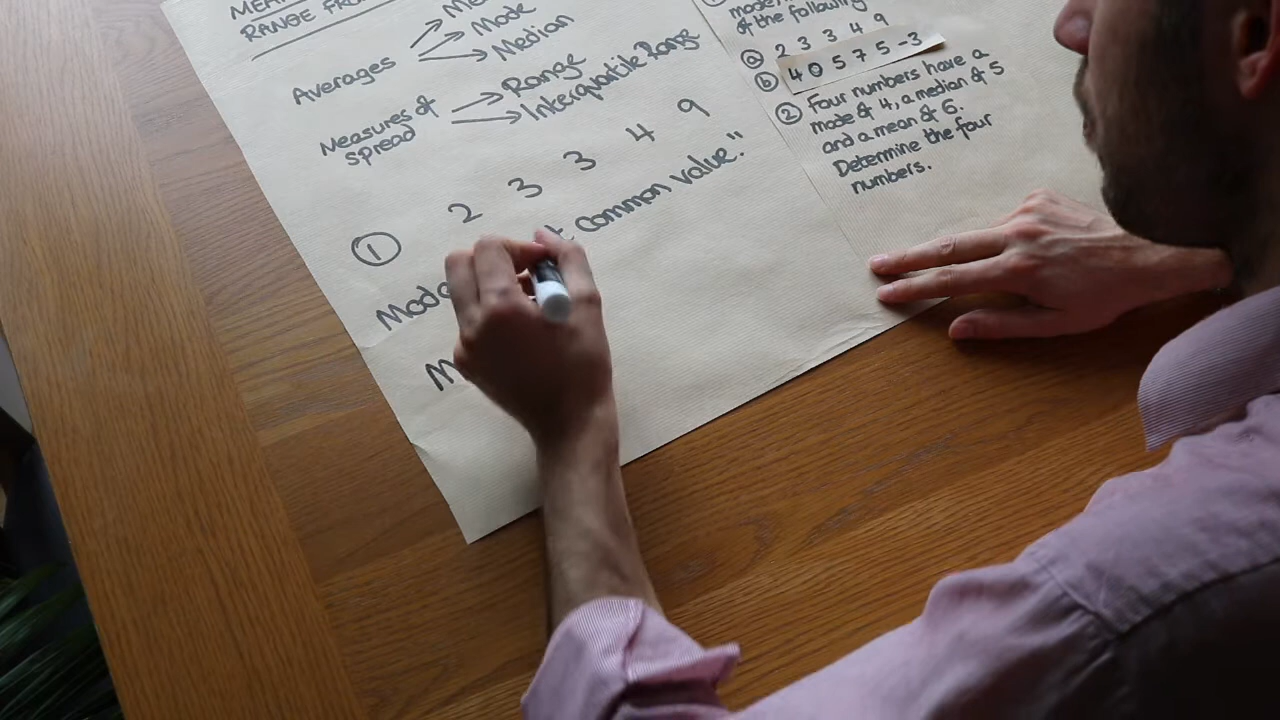 RANGE FRO
Averages
Mode
Median
Measures of
spread
Range
Interquartile Range
① 2 3 3 4 9
Mode
common value."
M
of the following
ⓐ 2 3 3 4 9
ⓑ 4 0 5 7 5 -3
② Four numbers have a
mode of 4, a median of 5
and a mean of 6.
Determine the four
numbers.